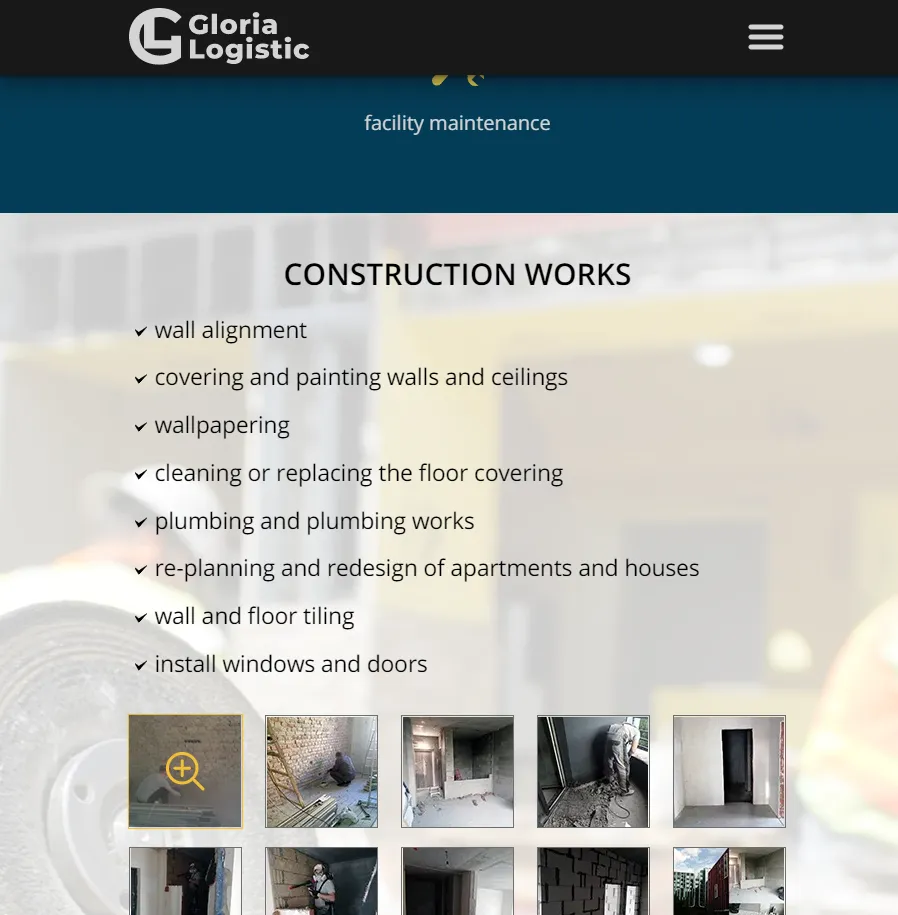 Gloria
Logistic
facility maintenance
CONSTRUCTION WORKS
wall alignment
covering and painting walls and ceilings
wallpapering
cleaning or replacing the floor covering
plumbing and plumbing works
re-planning and redesign of apartments and houses
wall and floor tiling
install windows and doors